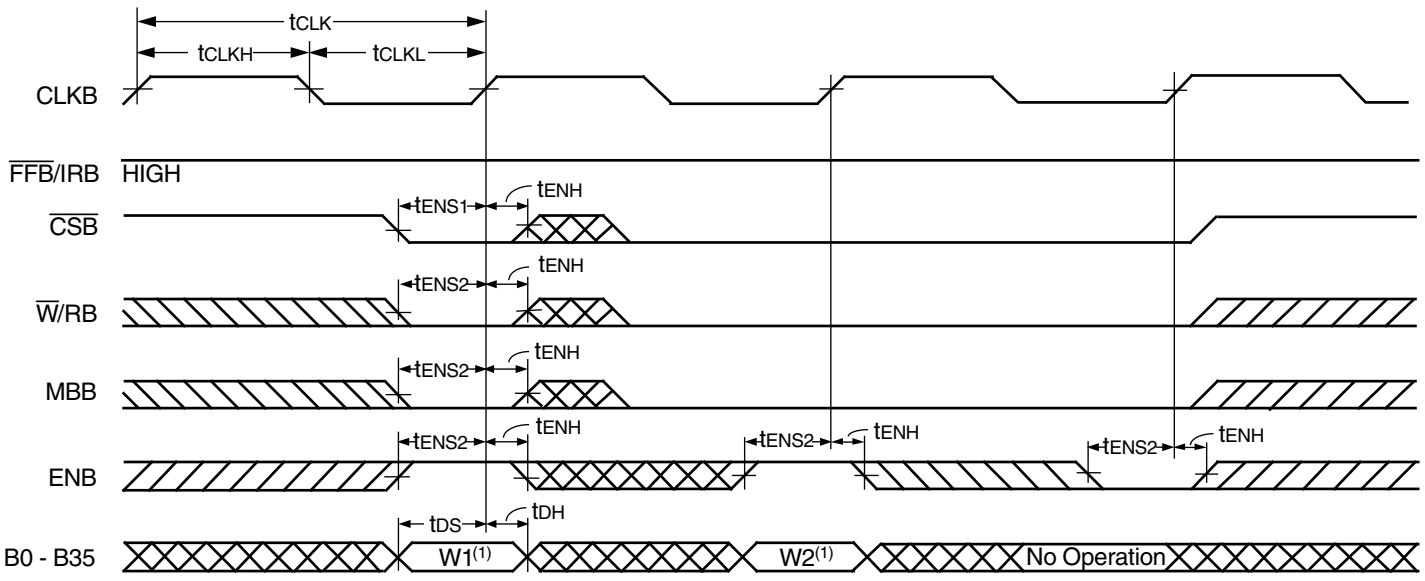 tCLK
tCLKH tCLKL
CLKB
FFB/IRB HIGH
tENS1 tENH
CSB
tENS2 tENH
W/RB
tENS2 tENH
MBB
tENS2 tENH tENS2 tENH tENS2 tENH
ENB
tDS tDH
B0 - B35 W1(1) W2(1) No Operation